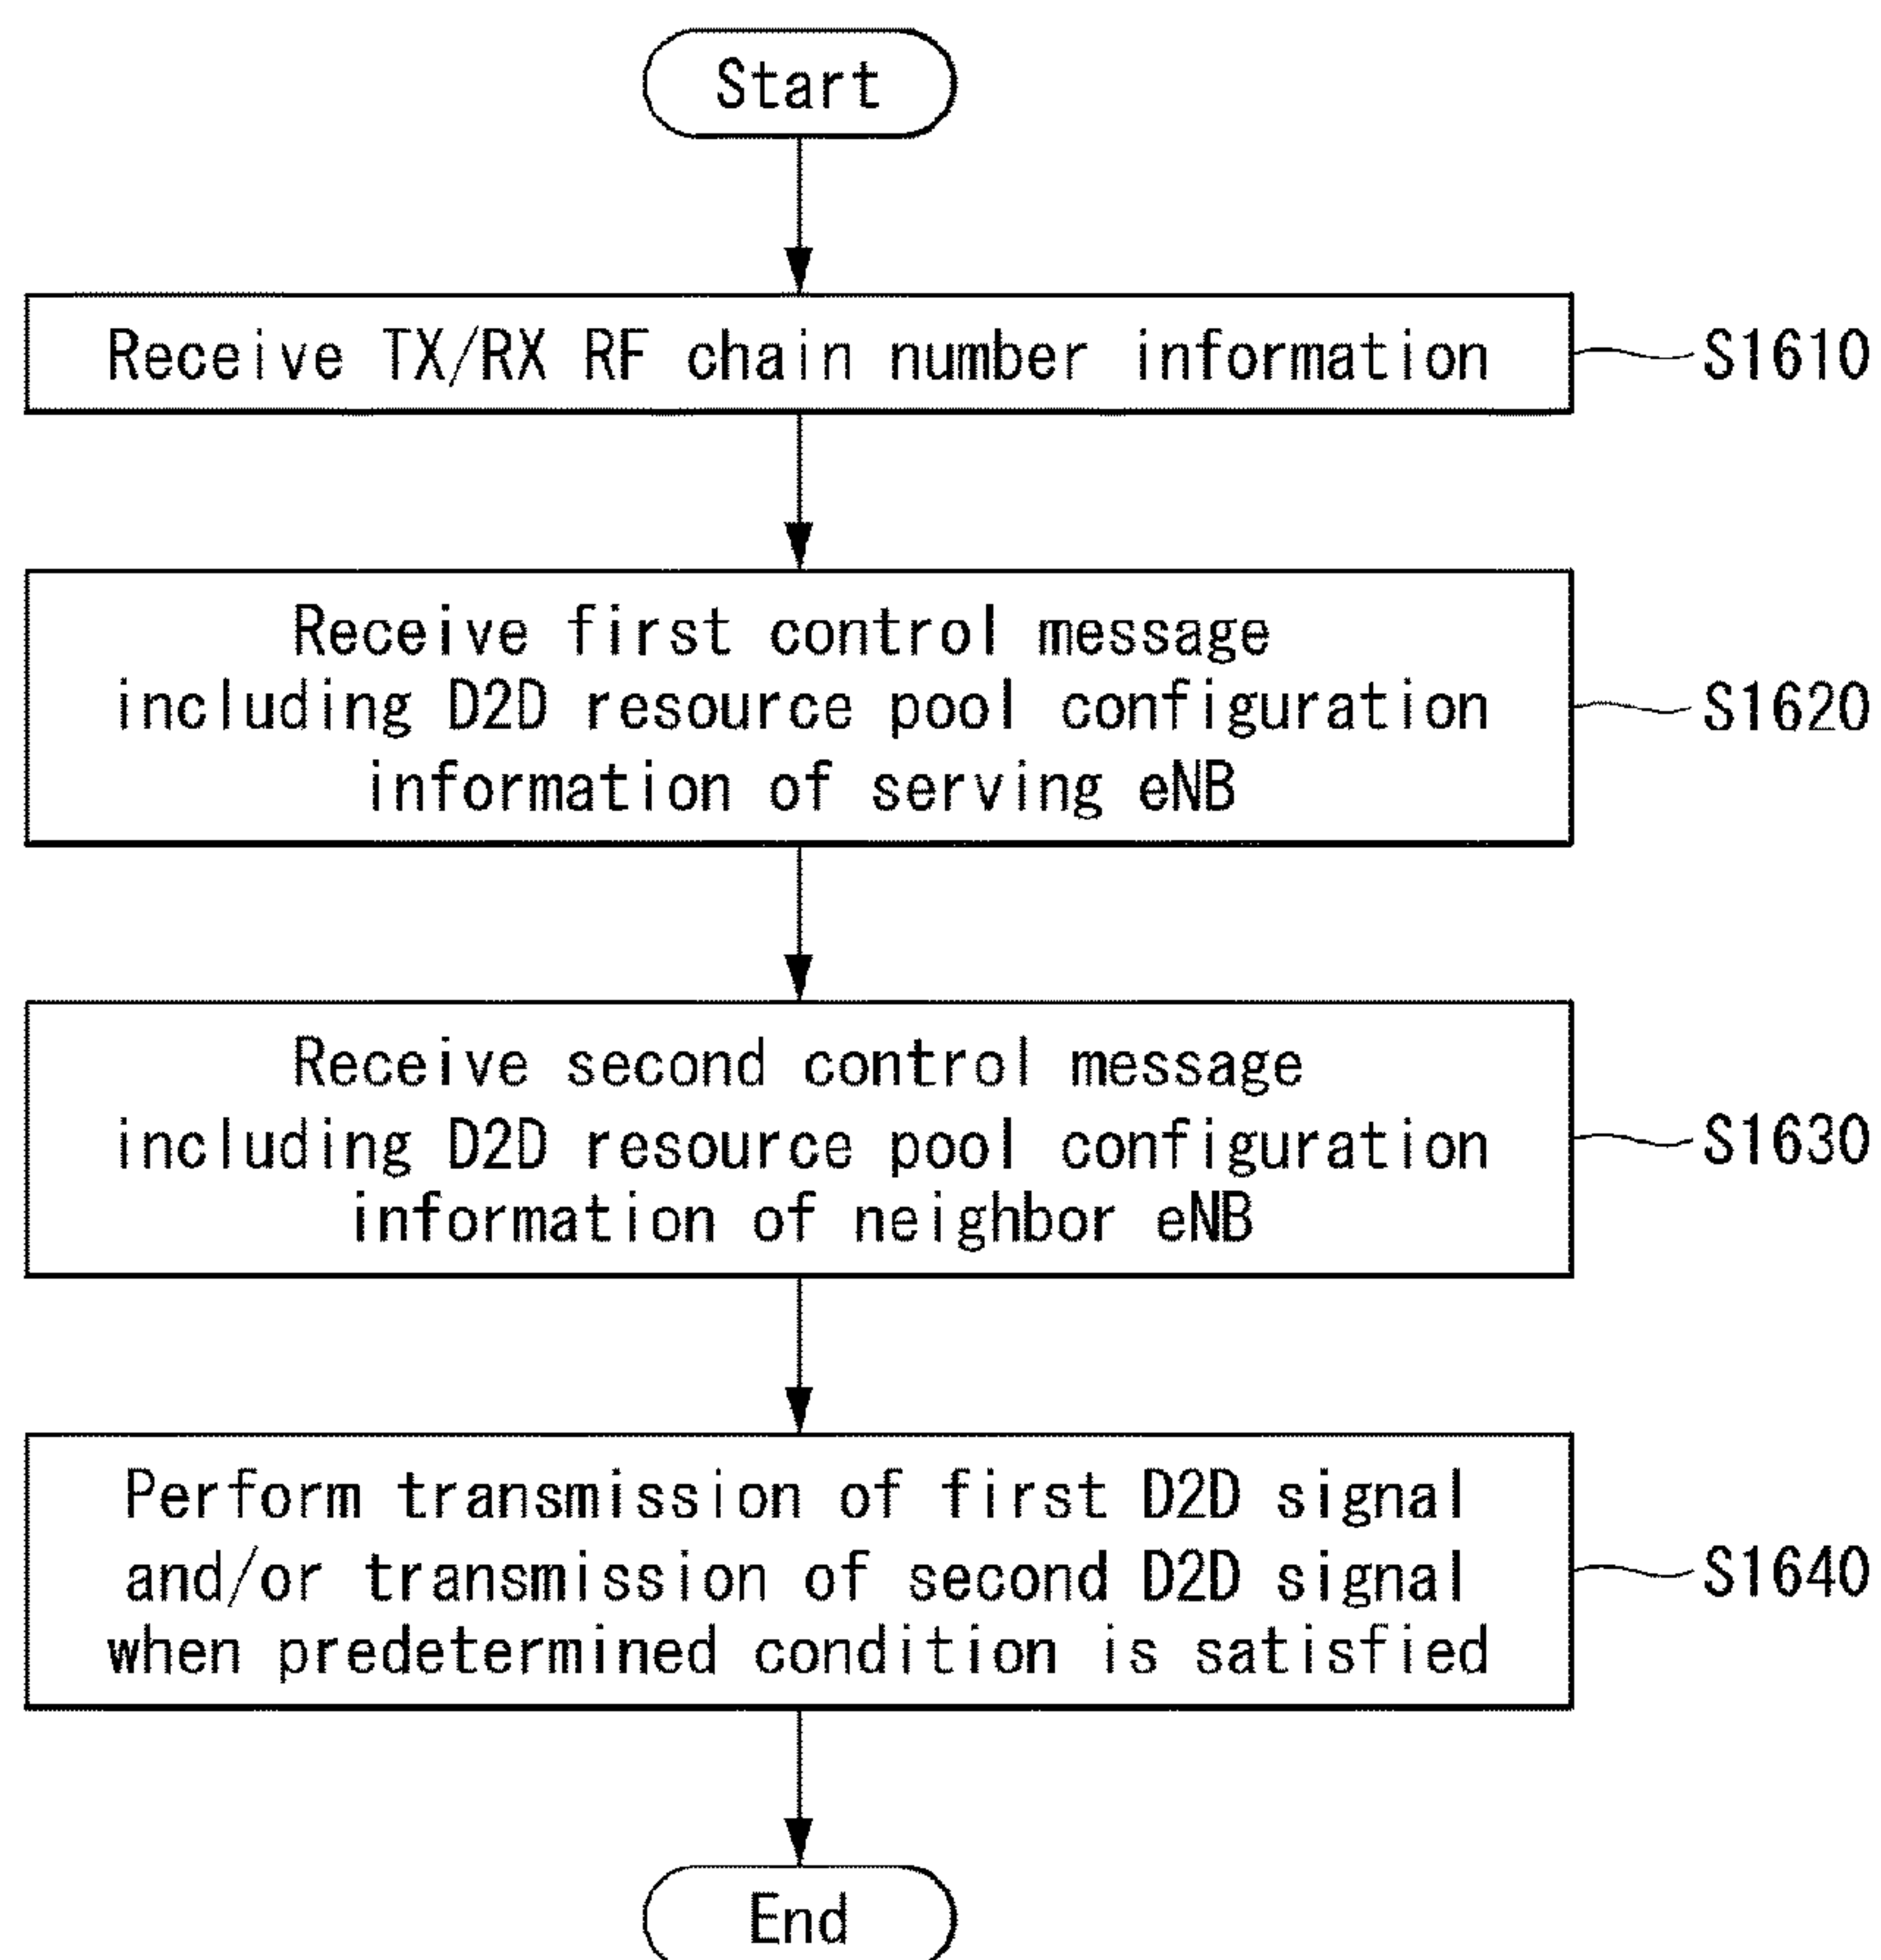 Start
Receive TX/RX RF chain number information
S1610
Receive first control message
including D2D resource pool configuration
information of serving eNB
S1620
Receive second control message
including D2D resource pool configuration
information of neighbor eNB
S1630
Perform transmission of first D2D signal
and/or transmission of second D2D signal
when predetermined condition is satisfied
S1640
End